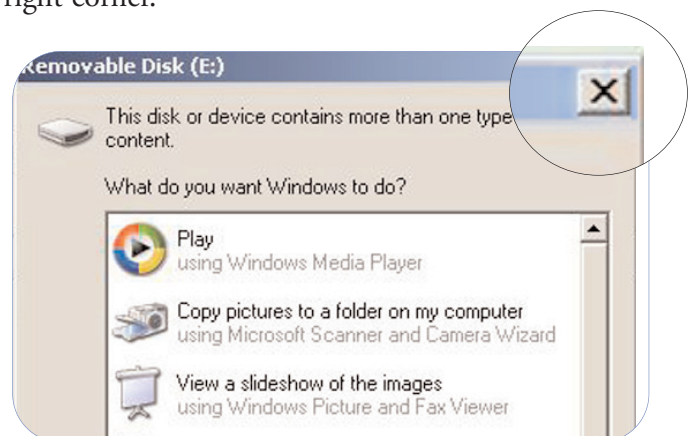 right corner.
Removable Disk (E:)
This disk or device contains more than one type
content.
What do you want Windows to do?
Play
using Windows Media Player
Copy pictures to a folder on my computer
using Microsoft Scanner and Camera Wizard
View a slideshow of the images
using Windows Picture and Fax Viewer